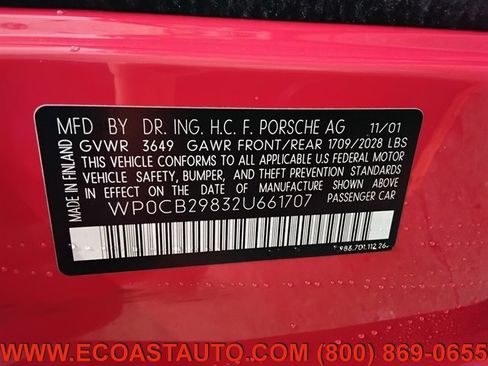 MADE IN FINLAND
MFD BY DR. ING. H.C. F. PORSCHE AG 11/01
GVWR 3649 GAWR FRONT/REAR 1709/2028 LBS
THIS VEHICLE CONFORMS TO ALL APPLICABLE U.S FEDERAL MOTOR
VEHICLE SAFETY, BUMPER, AND THEFT PREVENTION STANDARDS
IN EFFECT ON THE DATE OF MANUFACTURE SHOWN ABOVE
WP0CB29832U661707 PASSENGER CAR
WWW.ECOASTAUTO.COM (800) 869-0655